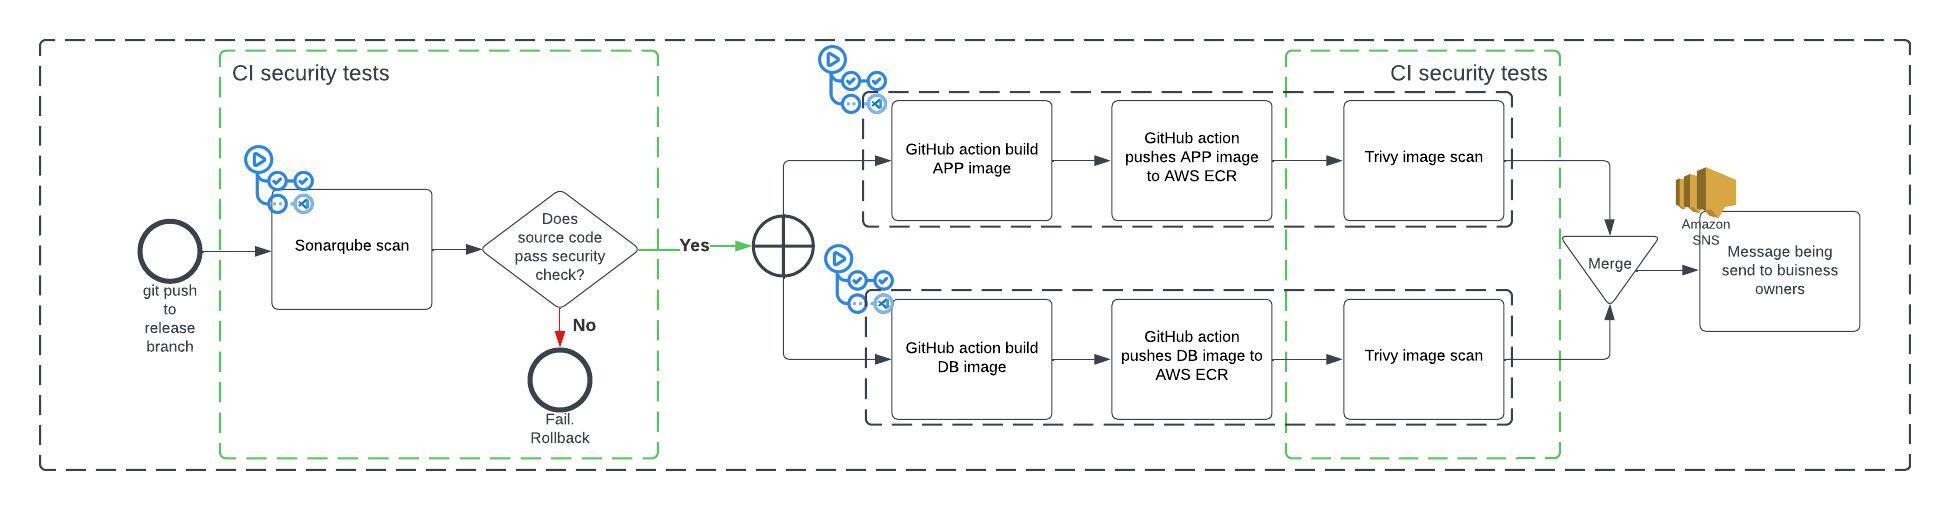 CI security tests
CI security tests
git push
to
release
branch
Sonarqube scan
Does
source code
pass security
check?
Yes
No
Fail.
Rollback
GitHub action build
APP image
GitHub action
pushes APP image
to AWS ECR
Trivy image scan
GitHub action build
DB image
GitHub action
pushes DB image to
AWS ECR
Trivy image scan
Merge
Amazon
SNS
Message being
send to buisness
owners